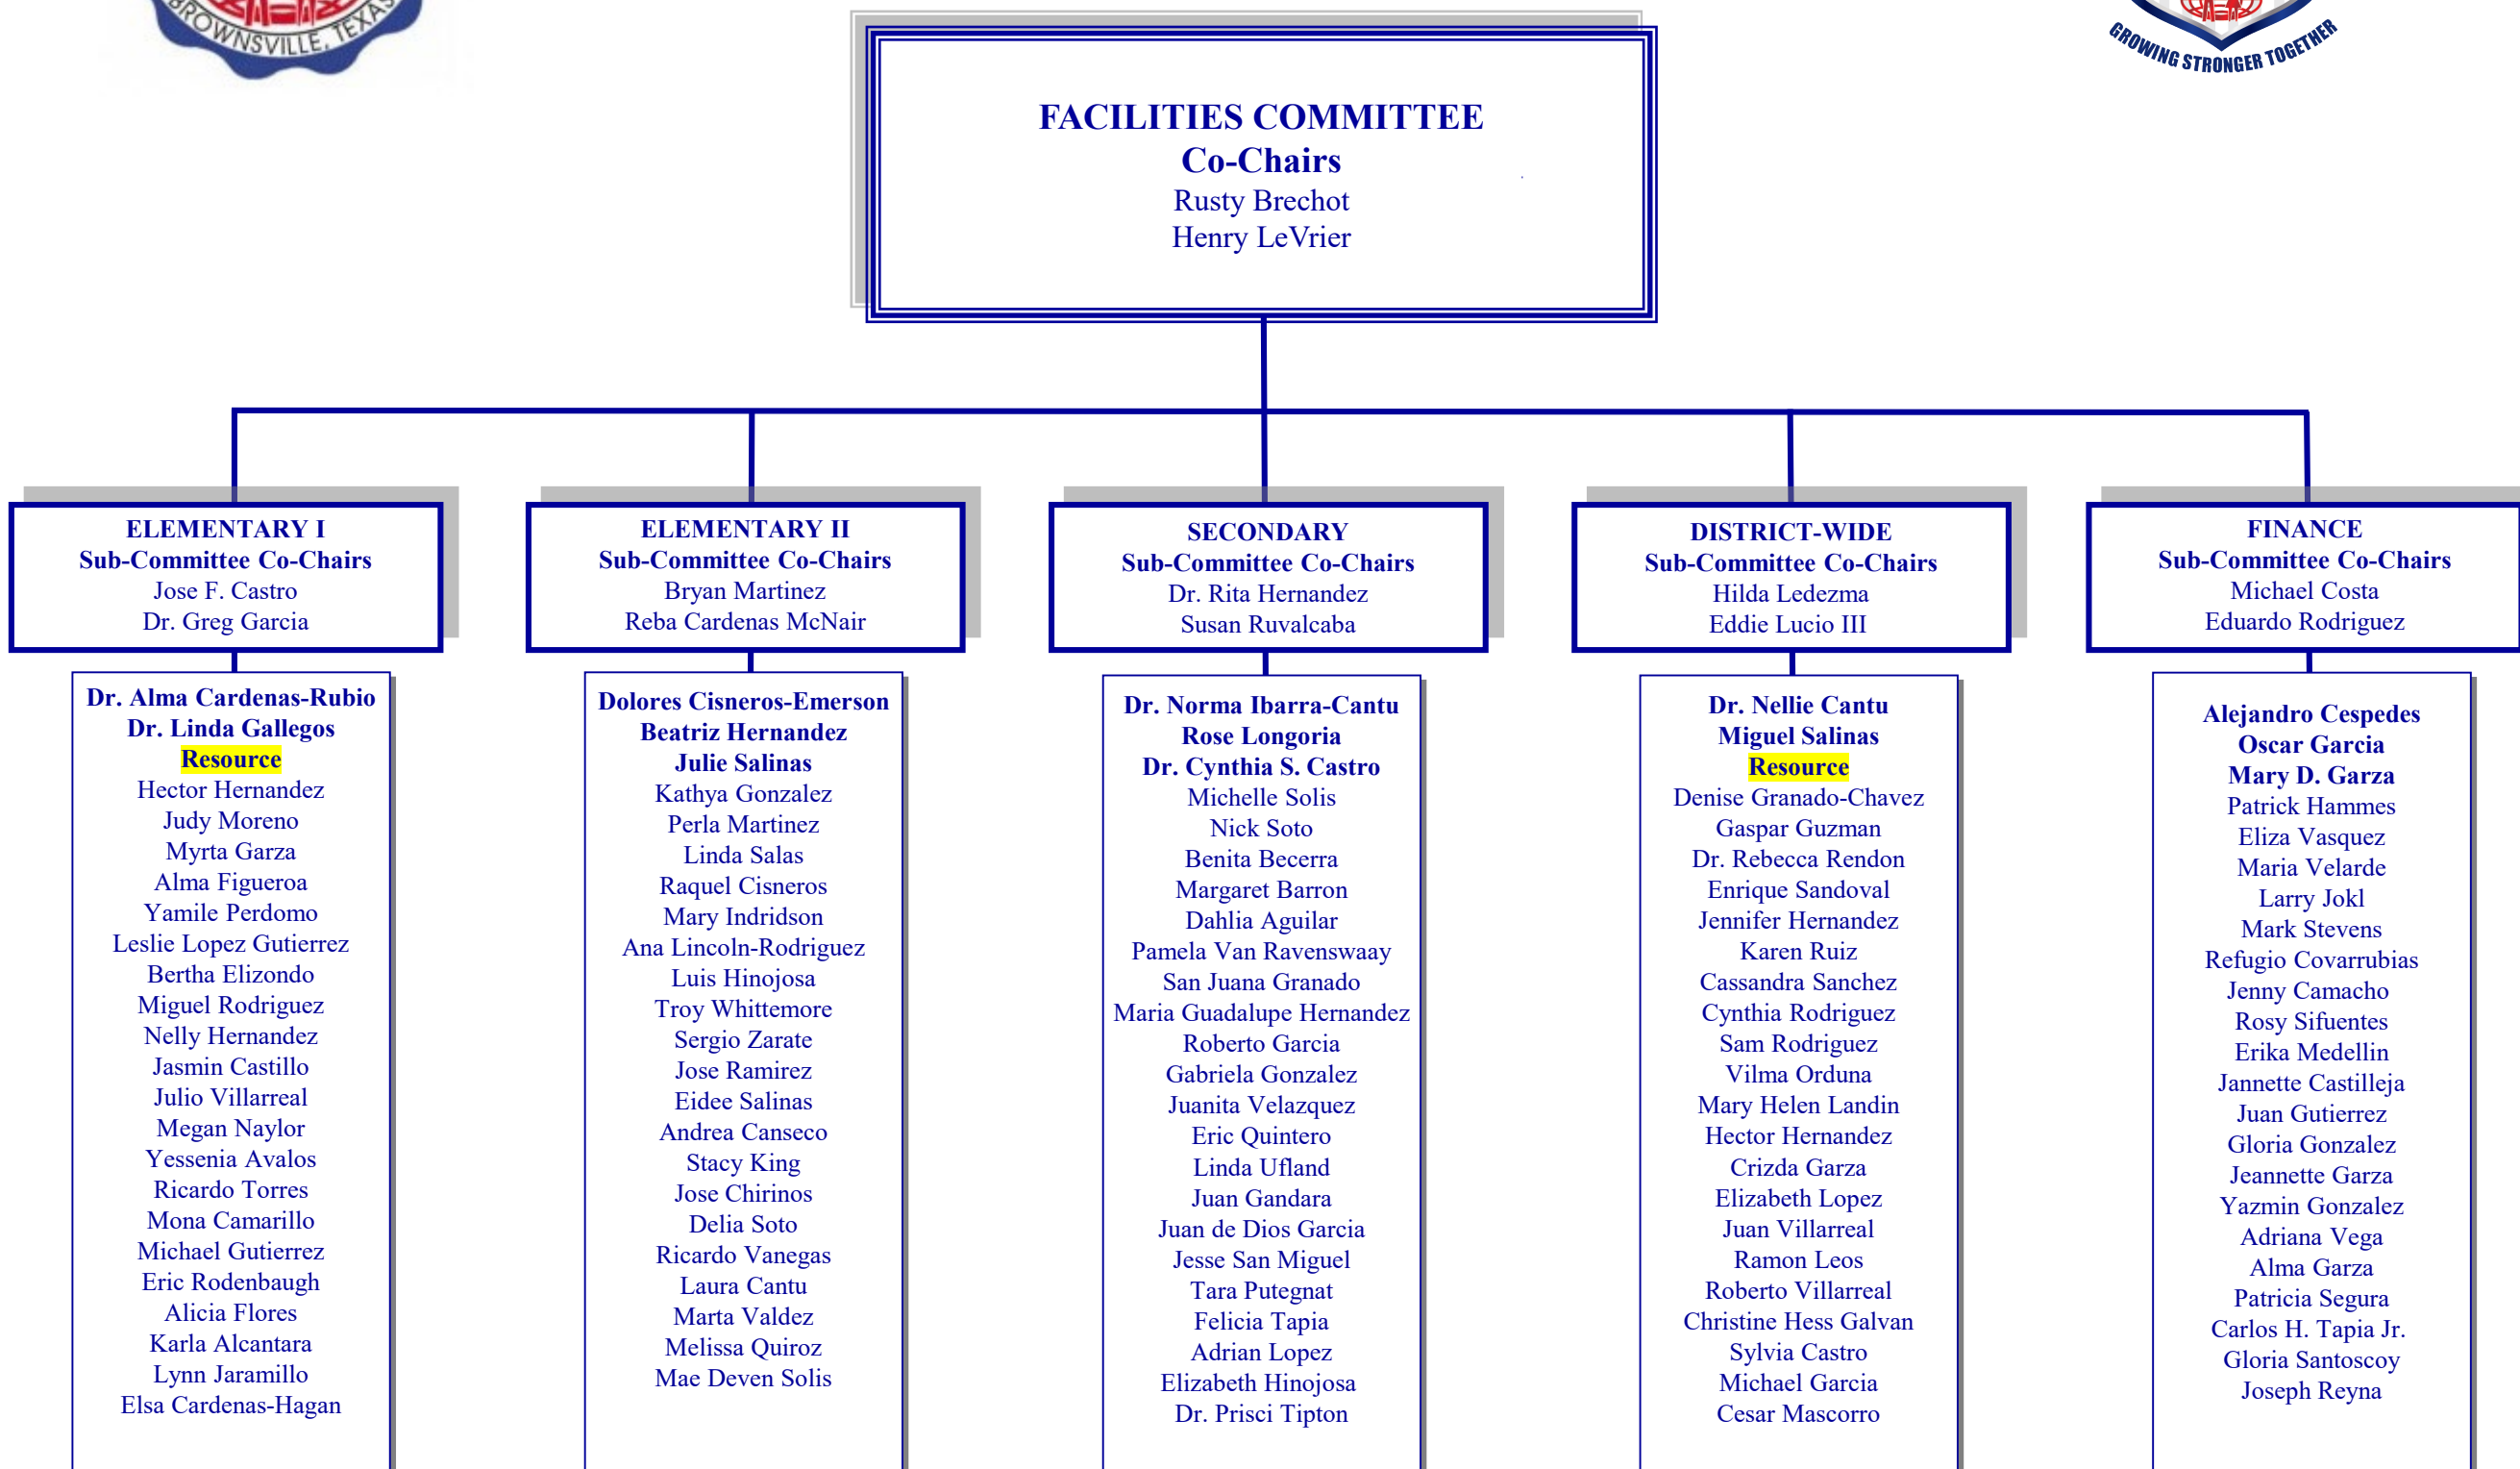 BROWNSVILLE, TEXAS
GROWING STRONGER TOGETHER
FACILITIES COMMITTEE
Co-Chairs
Rusty Brechot
Henry LeVrier
ELEMENTARY I
Sub-Committee Co-Chairs
Jose F. Castro
Dr. Greg Garcia
Dr. Alma Cardenas-Rubio
Dr. Linda Gallegos
Resource
Hector Hernandez
Judy Moreno
Myrta Garza
Alma Figueroa
Yamile Perdomo
Leslie Lopez Gutierrez
Bertha Elizondo
Miguel Rodriguez
Nelly Hernandez
Jasmin Castillo
Julio Villarreal
Megan Naylor
Yessenia Avalos
Ricardo Torres
Mona Camarillo
Michael Gutierrez
Eric Rodenbaugh
Alicia Flores
Karla Alcantara
Lynn Jaramillo
Elsa Cardenas-Hagan
ELEMENTARY II
Sub-Committee Co-Chairs
Bryan Martinez
Reba Cardenas McNair
Dolores Cisneros-Emerson
Beatriz Hernandez
Julie Salinas
Kathya Gonzalez
Perla Martinez
Linda Salas
Raquel Cisneros
Mary Indridson
Ana Lincoln-Rodriguez
Luis Hinojosa
Troy Whittemore
Sergio Zarate
Jose Ramirez
Eidee Salinas
Andrea Canseco
Stacy King
Jose Chirinos
Delia Soto
Ricardo Vanegas
Laura Cantu
Marta Valdez
Melissa Quiroz
Mae Deven Solis
SECONDARY
Sub-Committee Co-Chairs
Dr. Rita Hernandez
Susan Ruvalcaba
Dr. Norma Ibarra-Cantu
Rose Longoria
Dr. Cynthia S. Castro
Michelle Solis
Nick Soto
Benita Becerra
Margaret Barron
Dahlia Aguilar
Pamela Van Ravenswaay
San Juana Granado
Maria Guadalupe Hernandez
Roberto Garcia
Gabriela Gonzalez
Juanita Velazquez
Eric Quintero
Linda Ufland
Juan Gandara
Juan de Dios Garcia
Jesse San Miguel
Tara Putegnat
Felicia Tapia
Adrian Lopez
Elizabeth Hinojosa
Dr. Prisci Tipton
DISTRICT-WIDE
Sub-Committee Co-Chairs
Hilda Ledezma
Eddie Lucio III
Dr. Nellie Cantu
Miguel Salinas
Resource
Denise Granado-Chavez
Gaspar Guzman
Dr. Rebecca Rendon
Enrique Sandoval
Jennifer Hernandez
Karen Ruiz
Cassandra Sanchez
Cynthia Rodriguez
Sam Rodriguez
Vilma Orduna
Mary Helen Landin
Hector Hernandez
Crizda Garza
Elizabeth Lopez
Juan Villarreal
Ramon Leos
Roberto Villarreal
Christine Hess Galvan
Sylvia Castro
Michael Garcia
Cesar Mascorro
FINANCE
Sub-Committee Co-Chairs
Michael Costa
Eduardo Rodriguez
Alejandro Cespedes
Oscar Garcia
Mary D. Garza
Patrick Hammes
Eliza Vasquez
Maria Velarde
Larry Jokl
Mark Stevens
Refugio Covarrubias
Jenny Camacho
Rosy Sifuentes
Erika Medellin
Jannette Castilleja
Juan Gutierrez
Gloria Gonzalez
Jeannette Garza
Yazmin Gonzalez
Adriana Vega
Alma Garza
Patricia Segura
Carlos H. Tapia Jr.
Gloria Santoscoy
Joseph Reyna